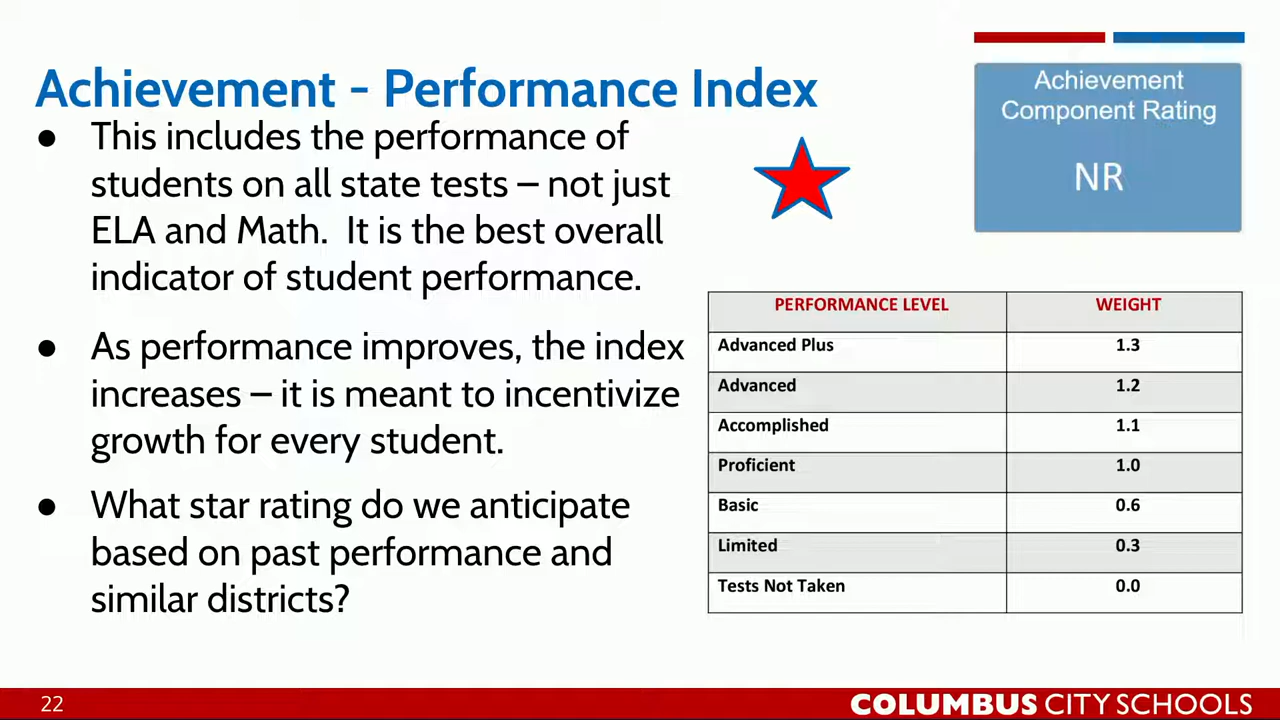 Achievement - Performance Index
● This includes the performance of
students on all state tests – not just
ELA and Math. It is the best overall
indicator of student performance.
● As performance improves, the index
increases – it is meant to incentivize
growth for every student.
● What star rating do we anticipate
based on past performance and
similar districts?
Achievement
Component Rating
NR
PERFORMANCE LEVEL WEIGHT
Advanced Plus 1.3
Advanced 1.2
Accomplished 1.1
Proficient 1.0
Basic 0.6
Limited 0.3
Tests Not Taken 0.0
22
COLUMBUS CITY SCHOOLS